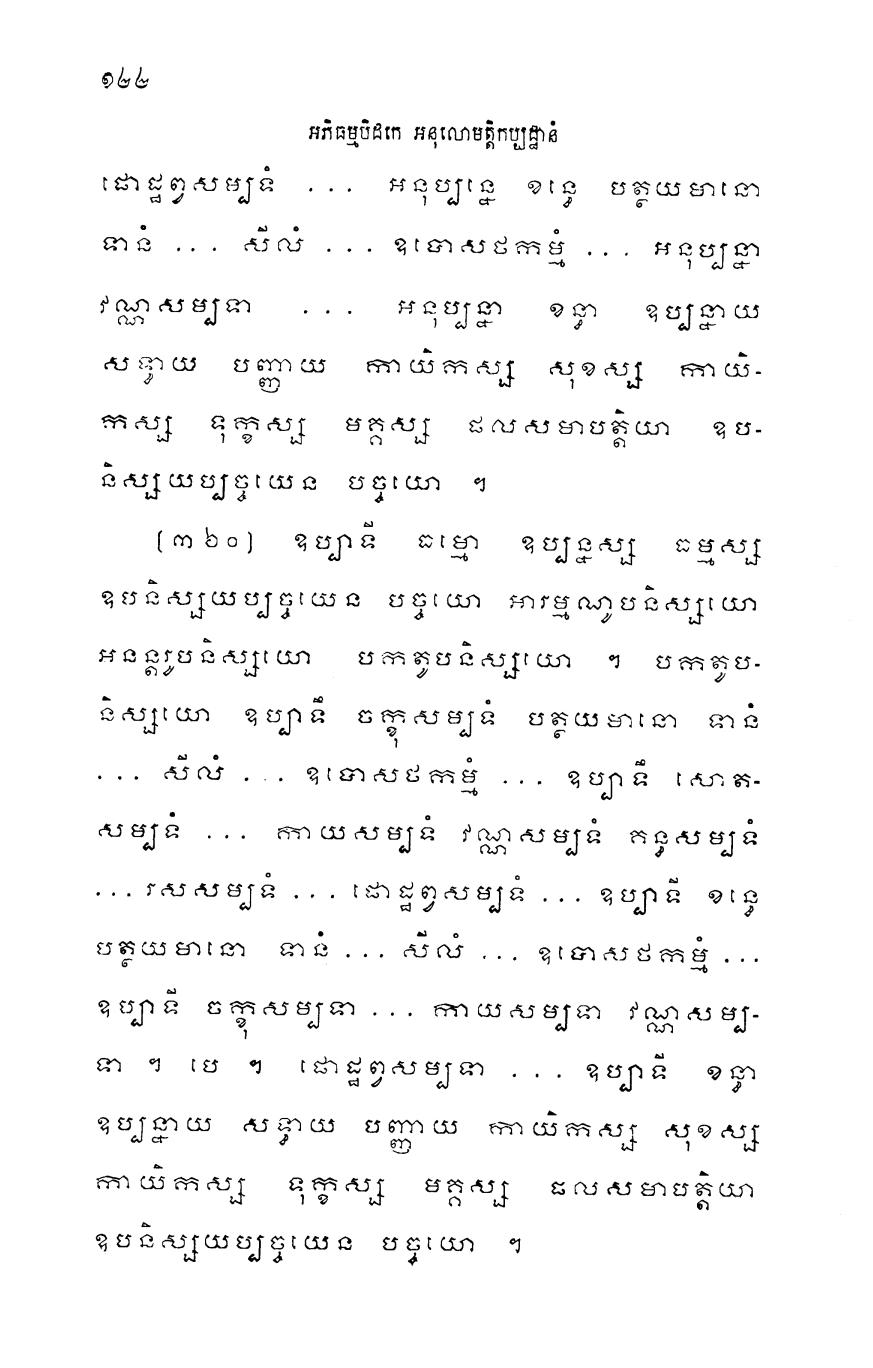 ១៤៤
អភិធម្មបិដកេ អនុលោមត្តិកប្បដ្ឋានំ
ផោដ្ឋព្វសម្បទំ ... អនុប្បន្នេ ខន្ធេ បត្ថយមានោ
ទានំ ... សីលំ ... ឧបោសថកម្មំ ... អនុប្បន្នា
វណ្ណសម្បទា ... អនុប្បន្នា ខន្ធា ឧប្បន្នាយ
សទ្ធាយ បញ្ញាយ កាយិកស្ស សុខស្ស កាយិ-
កស្ស ទុក្ខស្ស មគ្គស្ស ផលសមាបត្តិយា ឧប-
និស្សយប្បច្ចយេន បច្ចយោ ។
(៣៦០) ឧប្បាទី ធម្មោ ឧប្បន្នស្ស ធម្មស្ស
ឧបនិស្សយប្បច្ចយេន បច្ចយោ អារម្មណូបនិស្សយោ
អនន្តរូបនិស្សយោ បកតូបនិស្សយោ ។ បកតូប-
និស្សយោ ឧប្បាទឹ ចក្ខុសម្បទំ បត្ថយមានោ ទានំ
... សីលំ ... ឧបោសថកម្មំ ... ឧប្បាទឹ សោត-
សម្បទំ ... កាយសម្បទំ វណ្ណសម្បទំ គន្ធសម្បទំ
... រសសម្បទំ ... ផោដ្ឋព្វសម្បទំ ... ឧប្បាទី ខន្ធេ
បត្ថយមានោ ទានំ ... សីលំ ... ឧបោសថកម្មំ ...
ឧប្បាទី ចក្ខុសម្បទា ... កាយសម្បទា វណ្ណសម្ប-
ទា ។ បេ ។ ផោដ្ឋព្វសម្បទា ... ឧប្បាទី ខន្ធា
ឧប្បន្នាយ សទ្ធាយ បញ្ញាយ កាយិកស្ស សុខស្ស
កាយិកស្ស ទុក្ខស្ស មគ្គស្ស ផលសមាបត្តិយា
ឧបនិស្សយប្បច្ចយេន បច្ចយោ ។